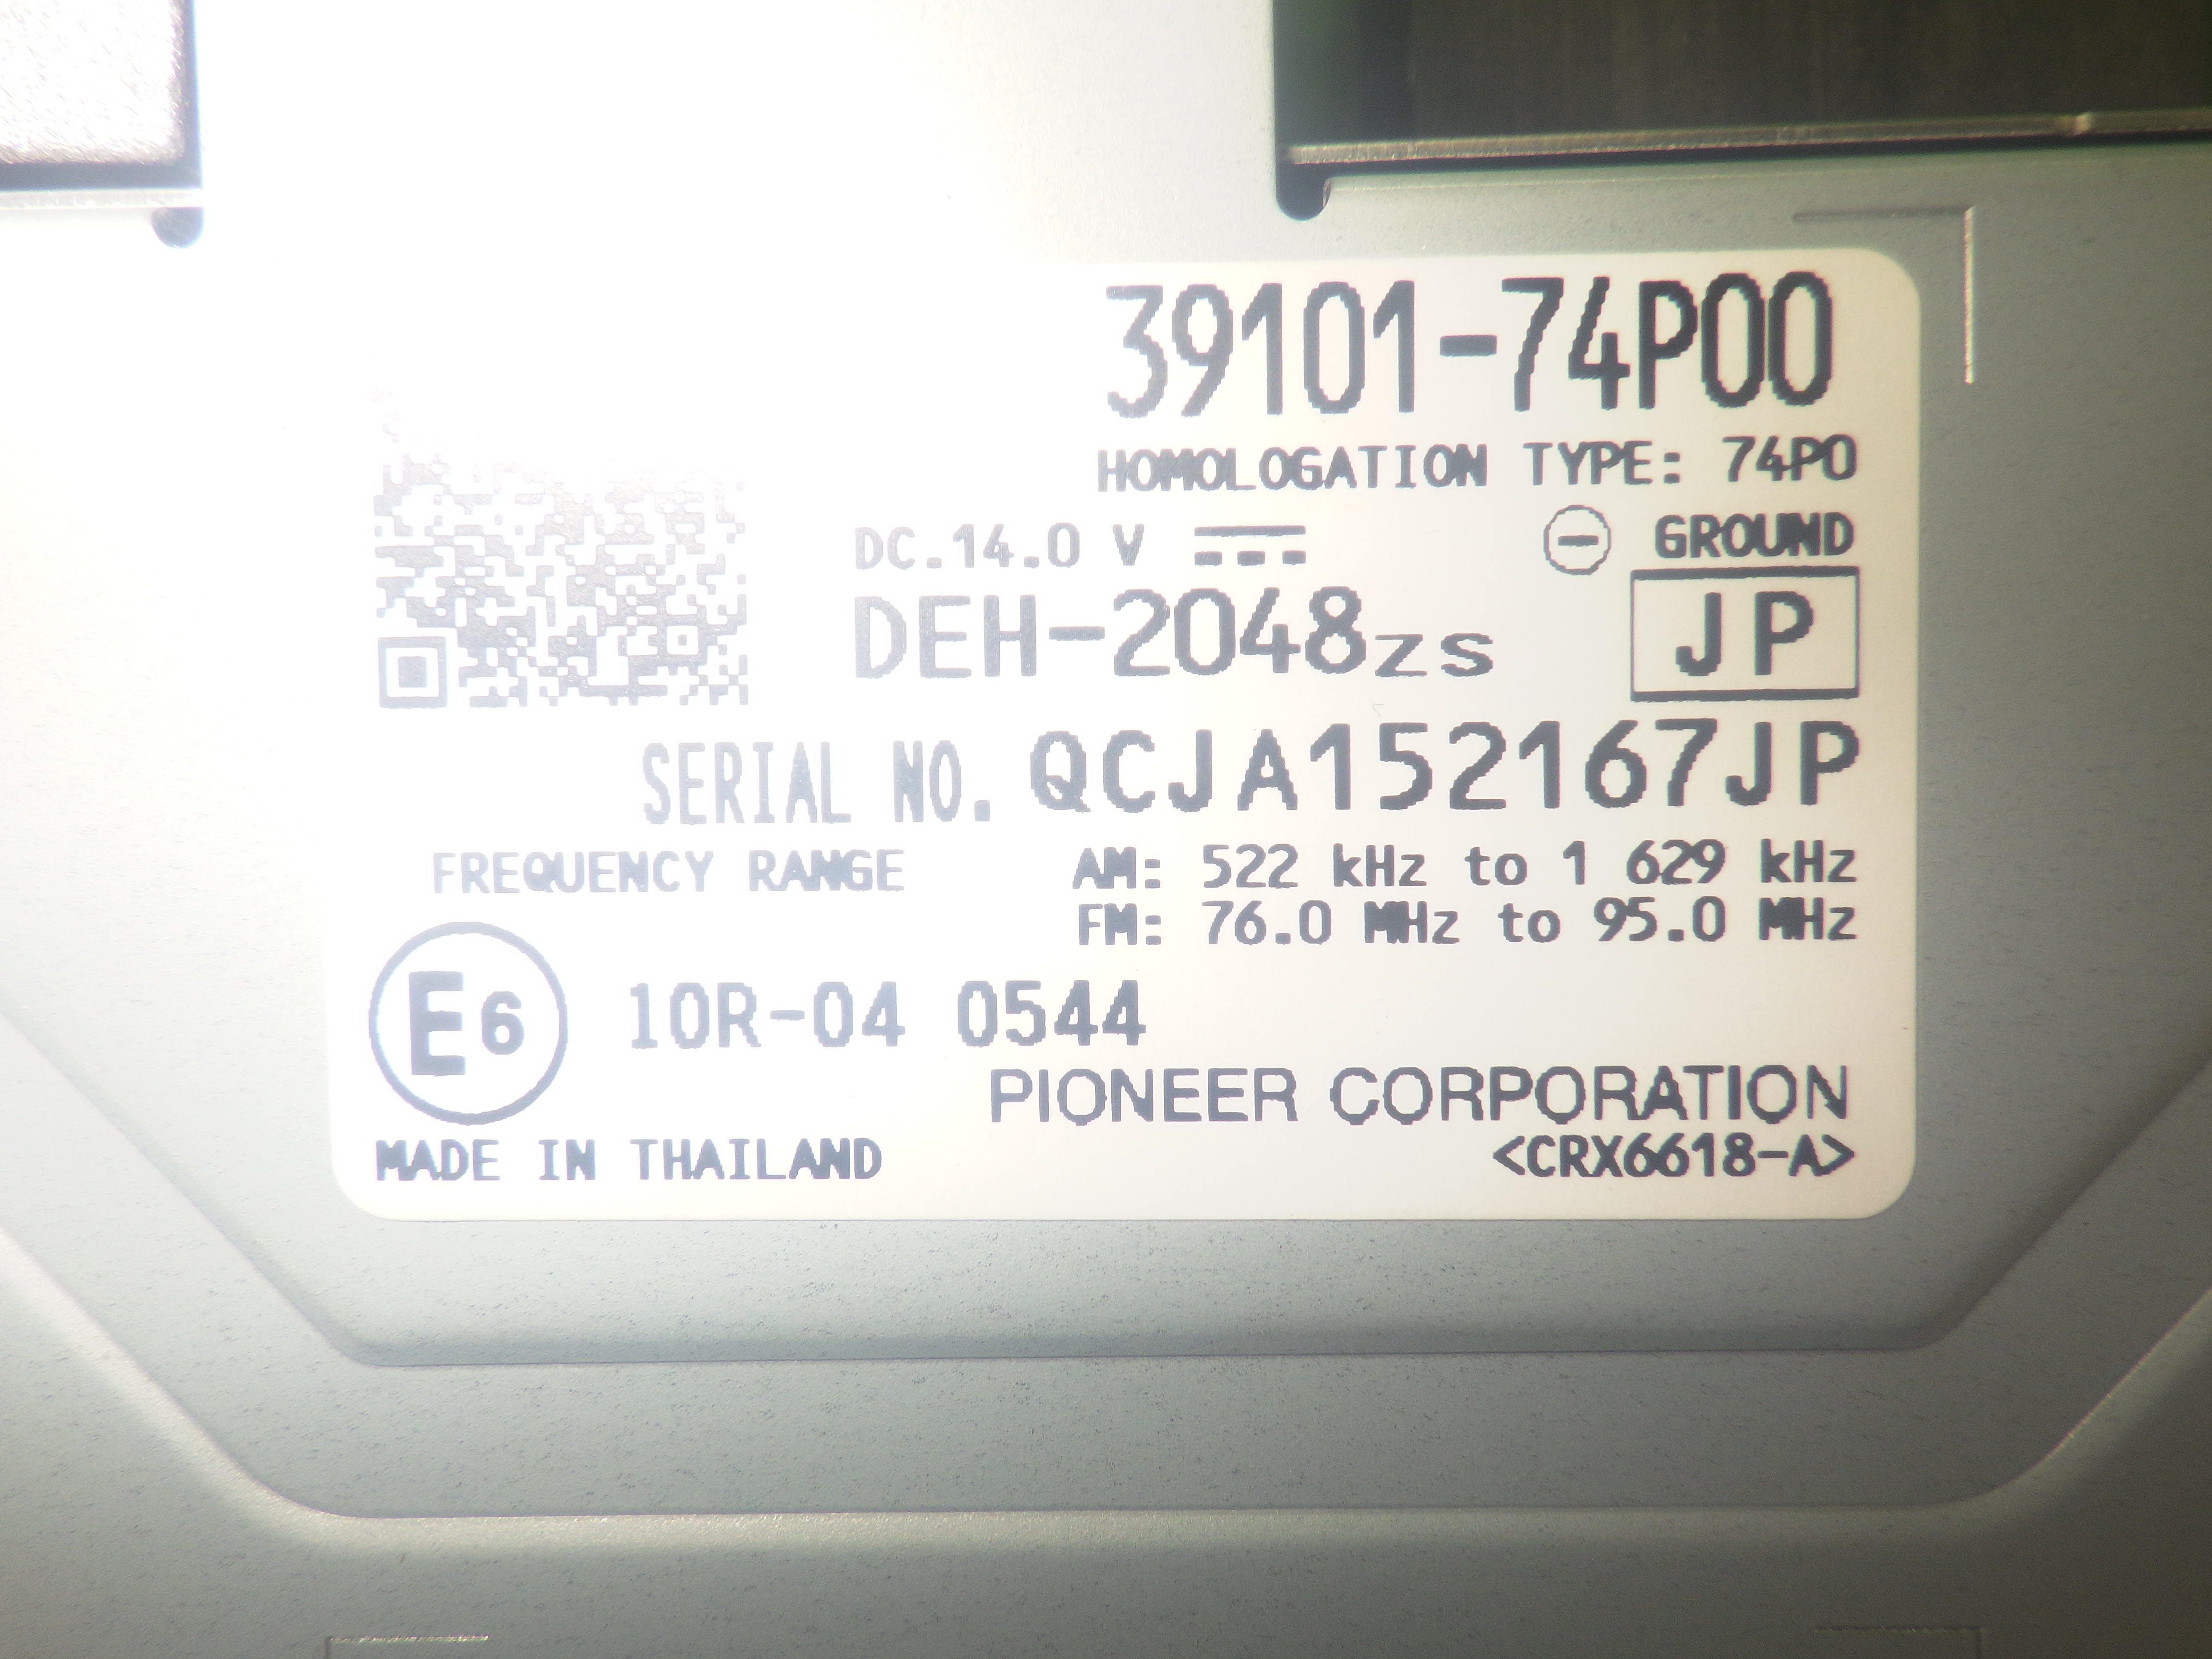 39101-74P00
HOMOLOGATION TYPE: 74P0
DC.14.0 V ⎓ ⊖ GROUND
DEH-2048zs JP
SERIAL NO. QCJA152167JP
FREQUENCY RANGE AM: 522 kHz to 1 629 kHz
FM: 76.0 MHz to 95.0 MHz
E6 10R-04 0544
PIONEER CORPORATION
MADE IN THAILAND <CRX6618-A>